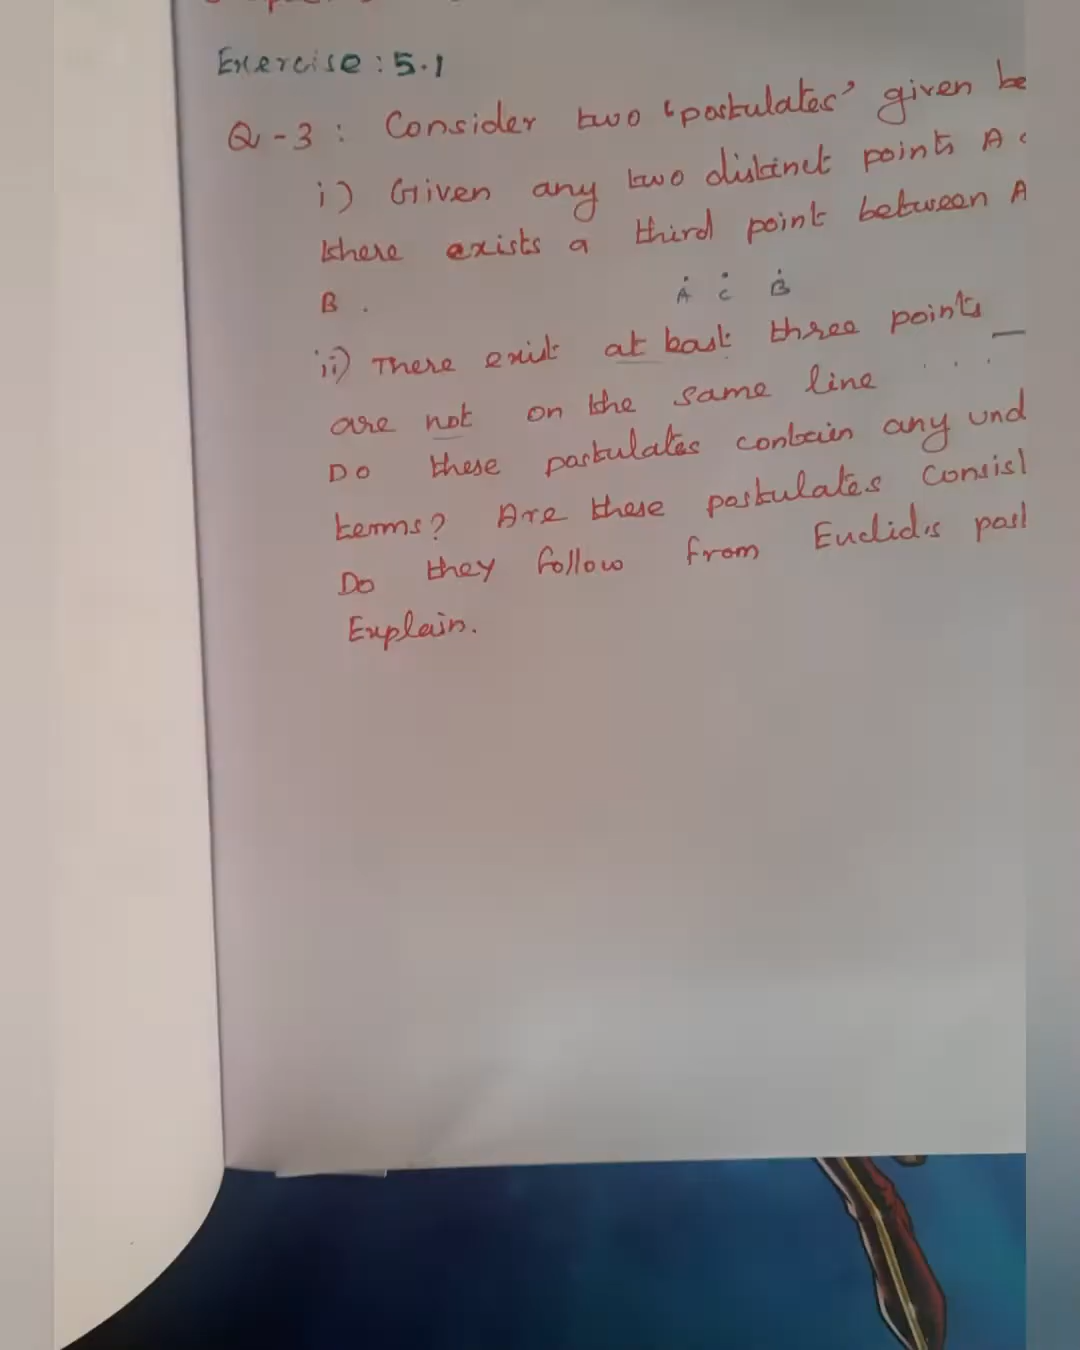 Exercise : 5.1
Q-3 : Consider two 'postulates' given be
i) Given any two distinct points A
there exists a third point between A
B .
A C B
ii) There exist at least three points
are not on the same line
Do these postulates contain any und
terms? Are these postulates consist
Do they follow from Euclid's post
Explain.